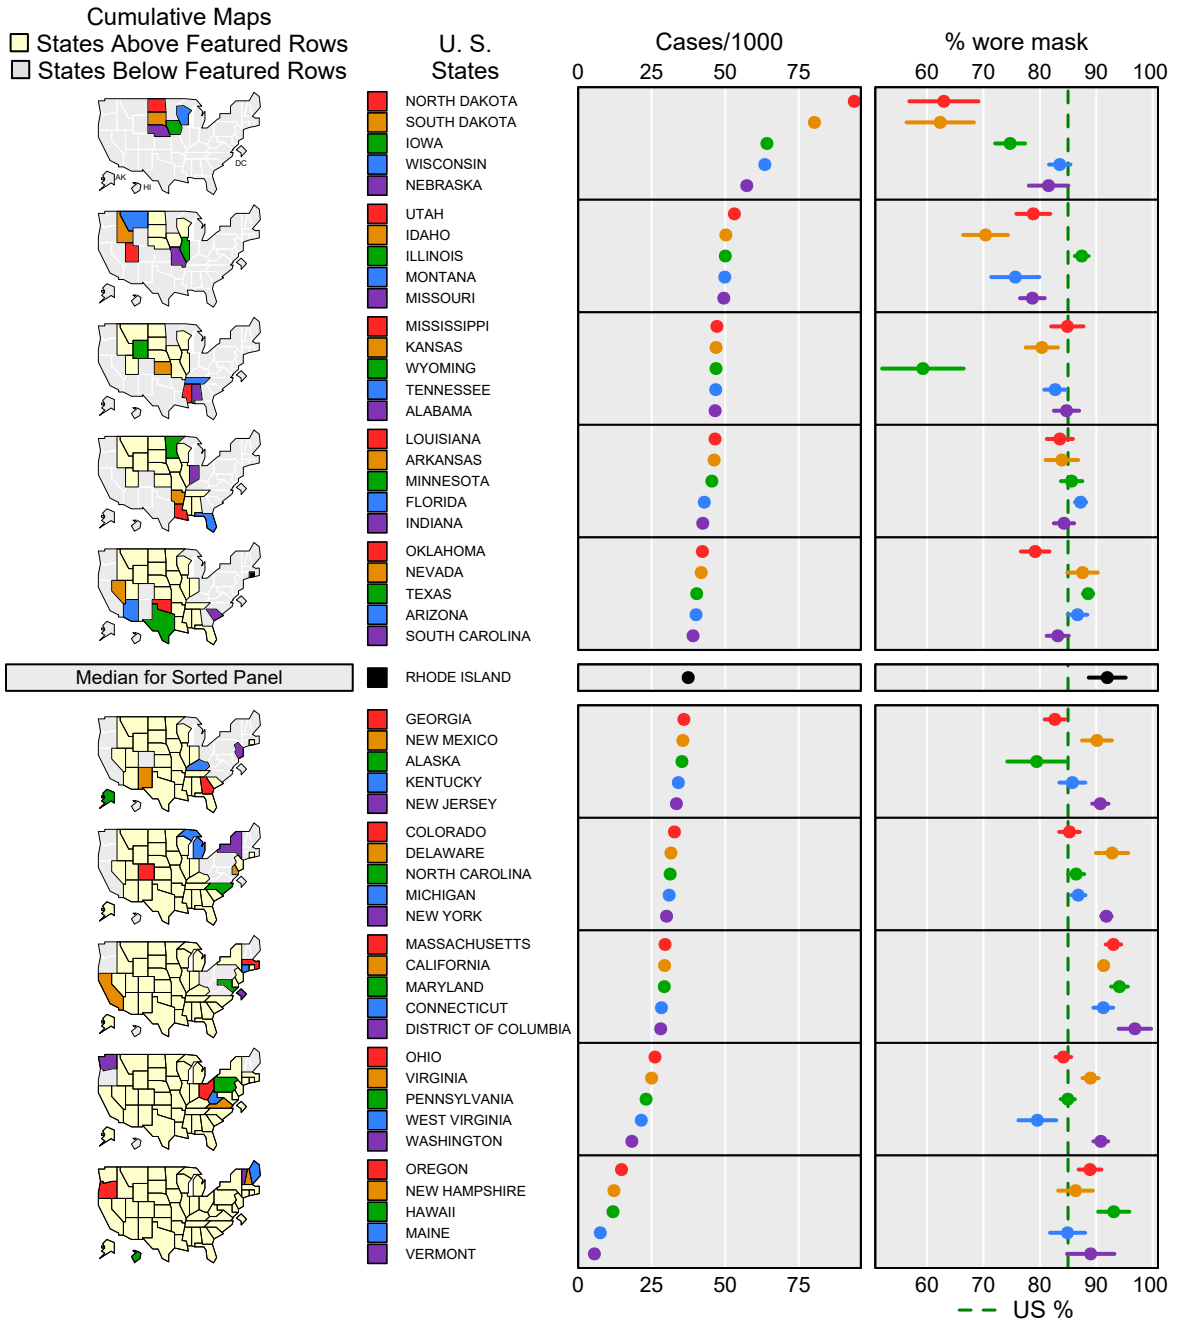 Cumulative Maps
States Above Featured Rows
States Below Featured Rows
U. S.
States
Cases/1000
% wore mask
0 25 50 75
60 70 80 90 100
NORTH DAKOTA
SOUTH DAKOTA
IOWA
WISCONSIN
NEBRASKA
AK
HI
DC
UTAH
IDAHO
ILLINOIS
MONTANA
MISSOURI
MISSISSIPPI
KANSAS
WYOMING
TENNESSEE
ALABAMA
LOUISIANA
ARKANSAS
MINNESOTA
FLORIDA
INDIANA
OKLAHOMA
NEVADA
TEXAS
ARIZONA
SOUTH CAROLINA
Median for Sorted Panel
RHODE ISLAND
GEORGIA
NEW MEXICO
ALASKA
KENTUCKY
NEW JERSEY
COLORADO
DELAWARE
NORTH CAROLINA
MICHIGAN
NEW YORK
MASSACHUSETTS
CALIFORNIA
MARYLAND
CONNECTICUT
DISTRICT OF COLUMBIA
OHIO
VIRGINIA
PENNSYLVANIA
WEST VIRGINIA
WASHINGTON
OREGON
NEW HAMPSHIRE
HAWAII
MAINE
VERMONT
0 25 50 75
60 70 80 90 100
US %